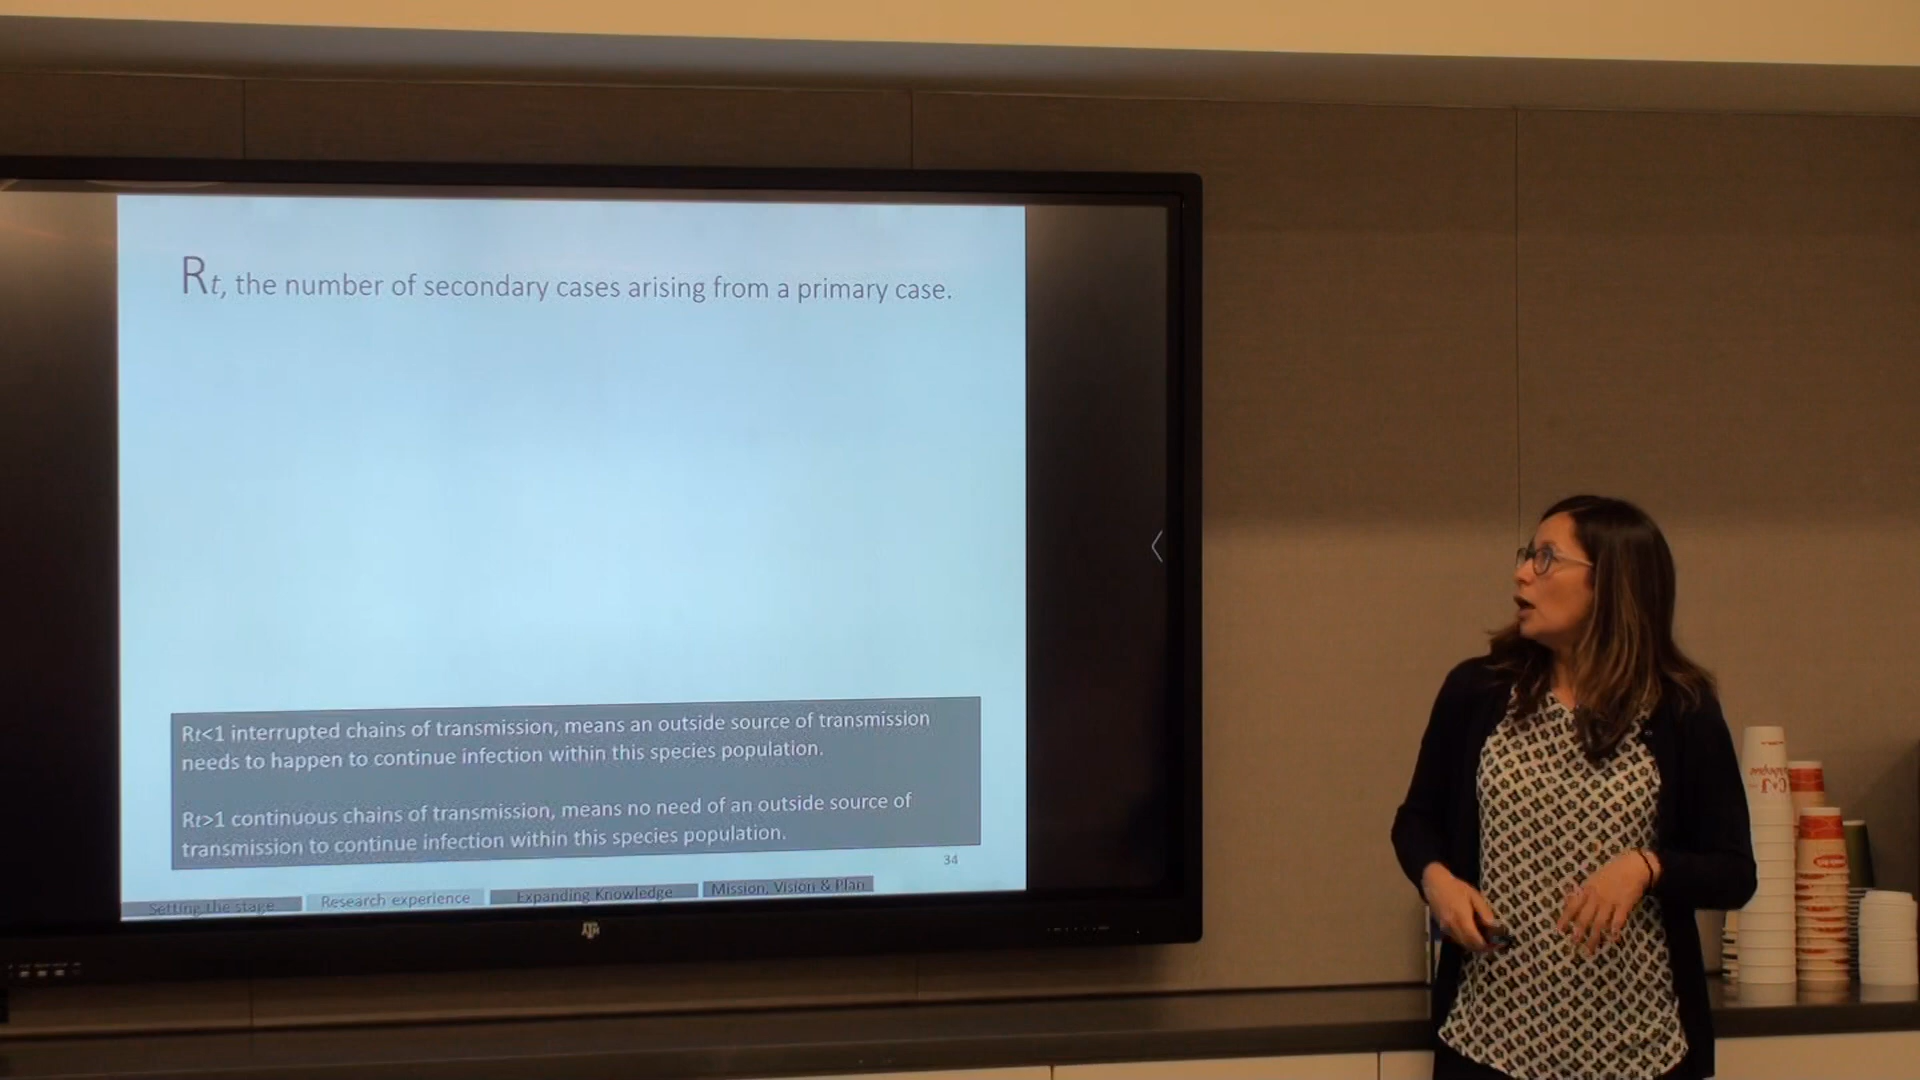 Rt, the number of secondary cases arising from a primary case.
Rt<1 interrupted chains of transmission, means an outside source of transmission
needs to happen to continue infection within this species population.
Rt>1 continuous chains of transmission, means no need of an outside source of
transmission to continue infection within this species population.
34
Setting the stage
Research experience
Expanding Knowledge
Mission, Vision & Plan
ATM